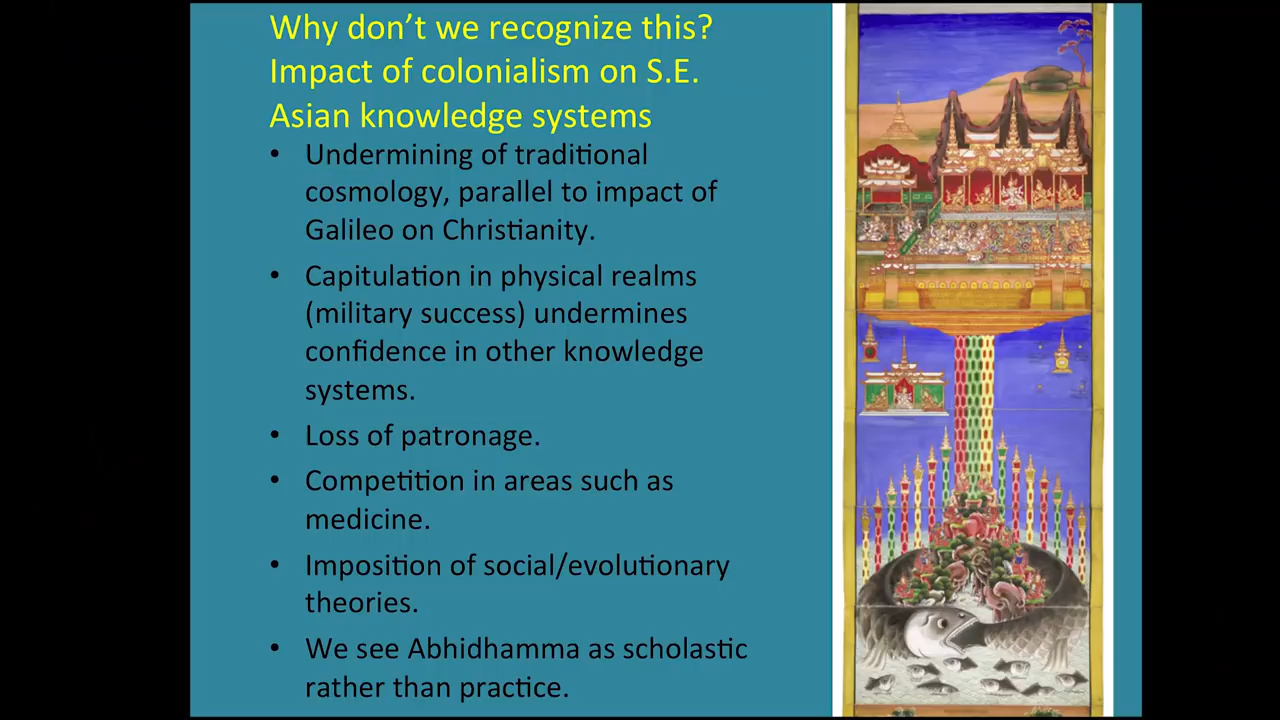 Why don't we recognize this?
Impact of colonialism on S.E.
Asian knowledge systems
• Undermining of traditional
cosmology, parallel to impact of
Galileo on Christianity.
• Capitulation in physical realms
(military success) undermines
confidence in other knowledge
systems.
• Loss of patronage.
• Competition in areas such as
medicine.
• Imposition of social/evolutionary
theories.
• We see Abhidhamma as scholastic
rather than practice.